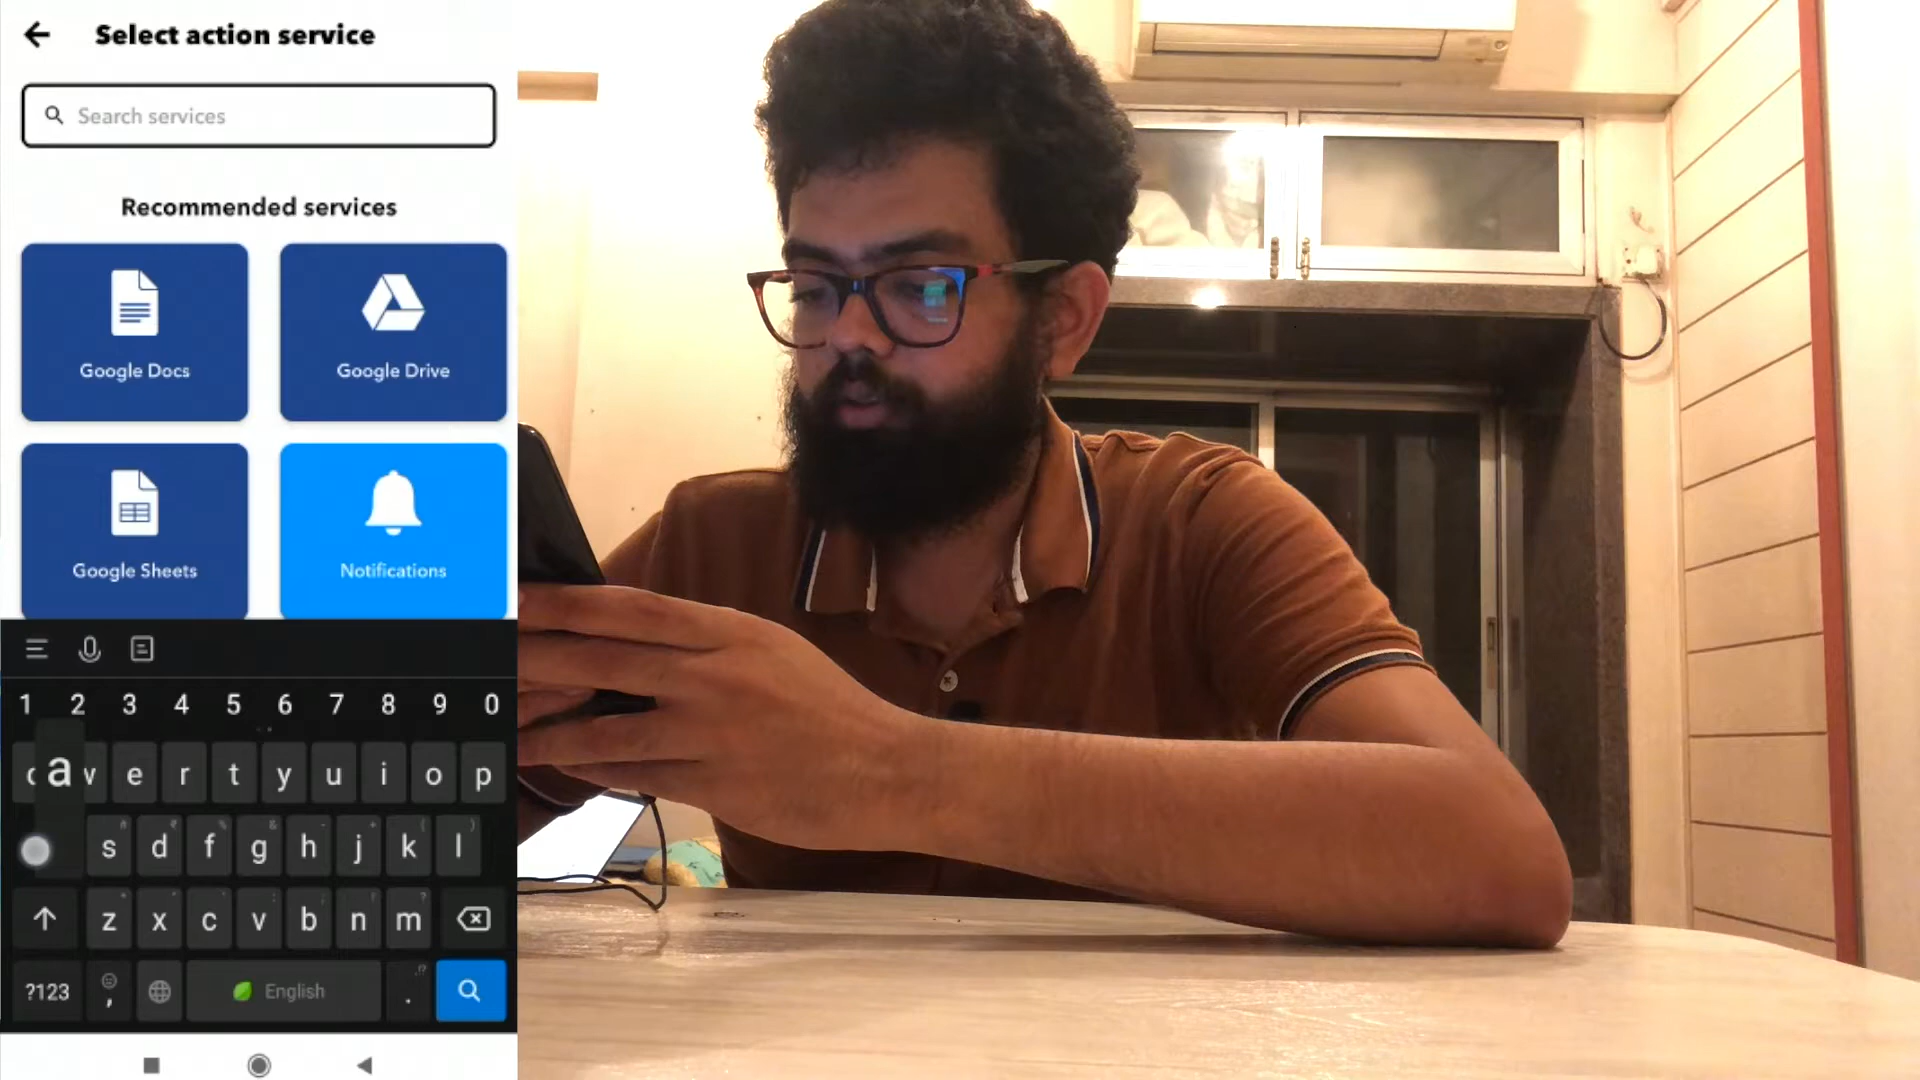 Select action service
Search services
Recommended services
Google Docs
Google Drive
Google Sheets
Notifications
1 2 3 4 5 6 7 8 9 0
a e r t y u i o p
s d f g h j k l
z x c v b n m
?123 , English .